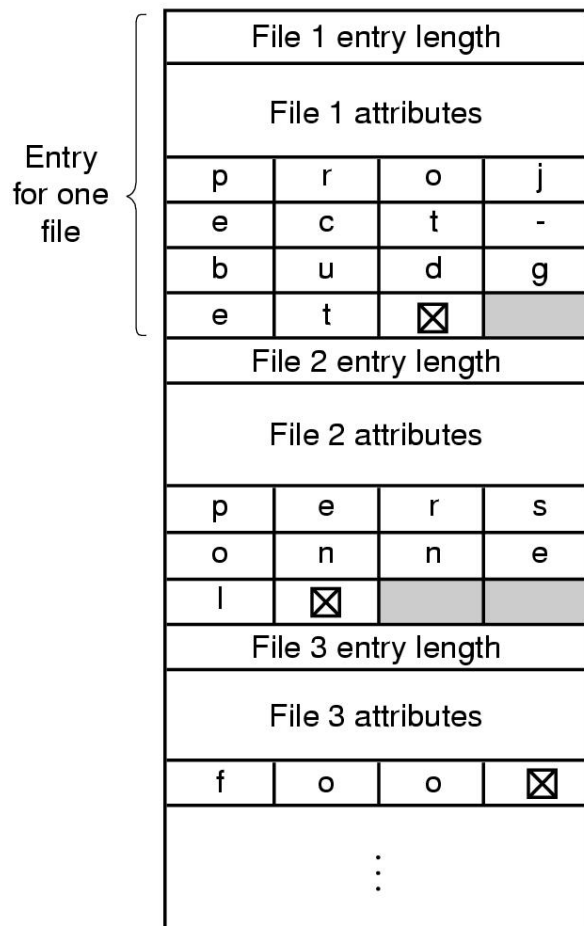 File 1 entry length
File 1 attributes
Entry
for one
file
p r o j
e c t -
b u d g
e t ☒
File 2 entry length
File 2 attributes
p e r s
o n n e
l ☒
File 3 entry length
File 3 attributes
f o o ☒
⋮